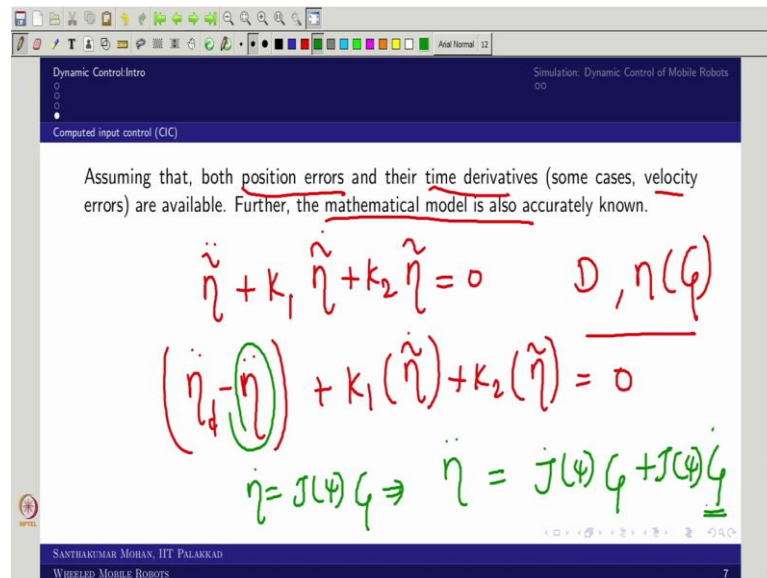 Arial Normal 12
Dynamic Control:Intro
Simulation: Dynamic Control of Mobile Robots
Computed input control (CIC)
Assuming that, both position errors and their time derivatives (some cases, velocity
errors) are available. Further, the mathematical model is also accurately known.
η̃̈ + K₁ η̃̇ + K₂ η̃ = 0    D , η(ζ)
(η̈_d - η̈) + K₁(η̃̇) + K₂(η̃) = 0
η̇ = J(ψ) ζ ⇒ η̈ = J̇(ψ) ζ + J(ψ) ζ̇
NPTEL
SANTHAKUMAR MOHAN, IIT PALAKKAD
WHEELED MOBILE ROBOTS 7